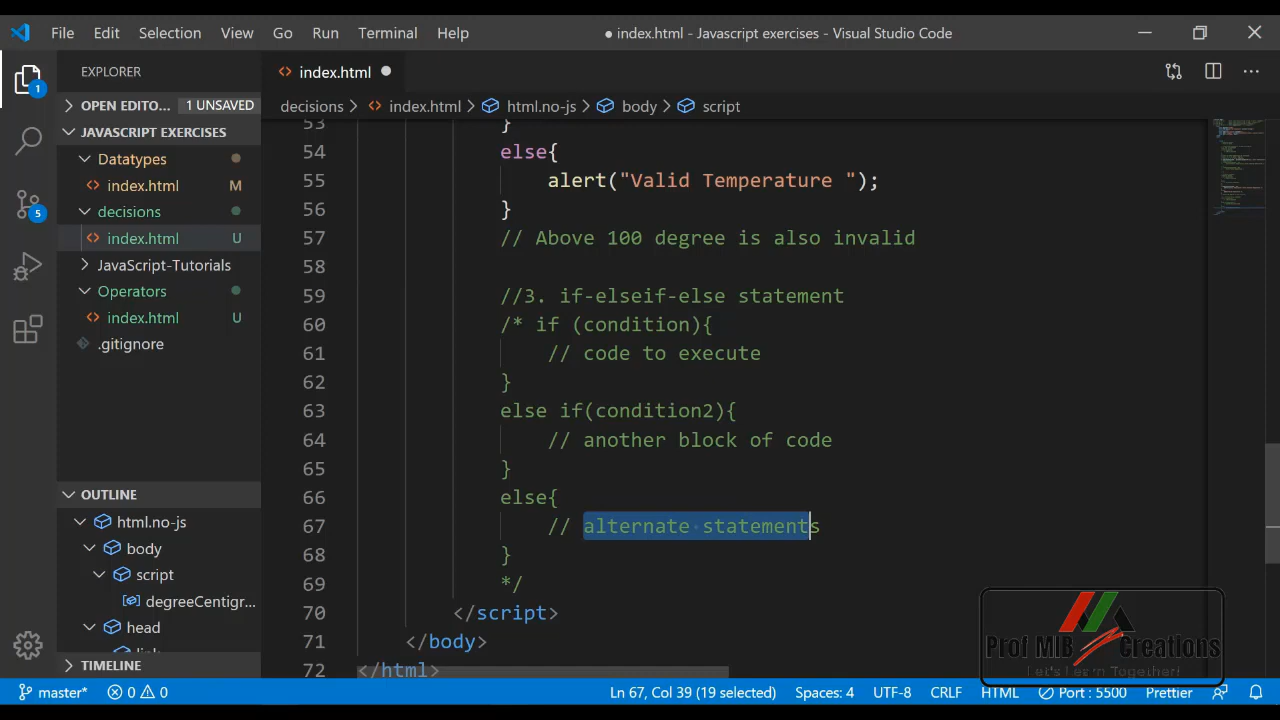 File Edit Selection View Go Run Terminal Help
● index.html - Javascript exercises - Visual Studio Code
EXPLORER
index.html ●
OPEN EDITO... 1 UNSAVED
decisions > index.html > html.no-js > body > script
JAVASCRIPT EXERCISES
Datatypes
index.html M
decisions
index.html U
JavaScript-Tutorials
Operators
index.html U
.gitignore
OUTLINE
html.no-js
body
script
degreeCentigr...
head
TIMELINE
1
5
53 }
54 else{
55 alert("Valid Temperature ");
56 }
57 // Above 100 degree is also invalid
58
59 //3. if-elseif-else statement
60 /* if (condition){
61 // code to execute
62 }
63 else if(condition2){
64 // another block of code
65 }
66 else{
67 // alternate statements
68 }
69 */
70 </script>
71 </body>
72 </html>
Prof MIB Creations
Let's Learn Together!
master* 0 0 Ln 67, Col 39 (19 selected) Spaces: 4 UTF-8 CRLF HTML Port : 5500 Prettier